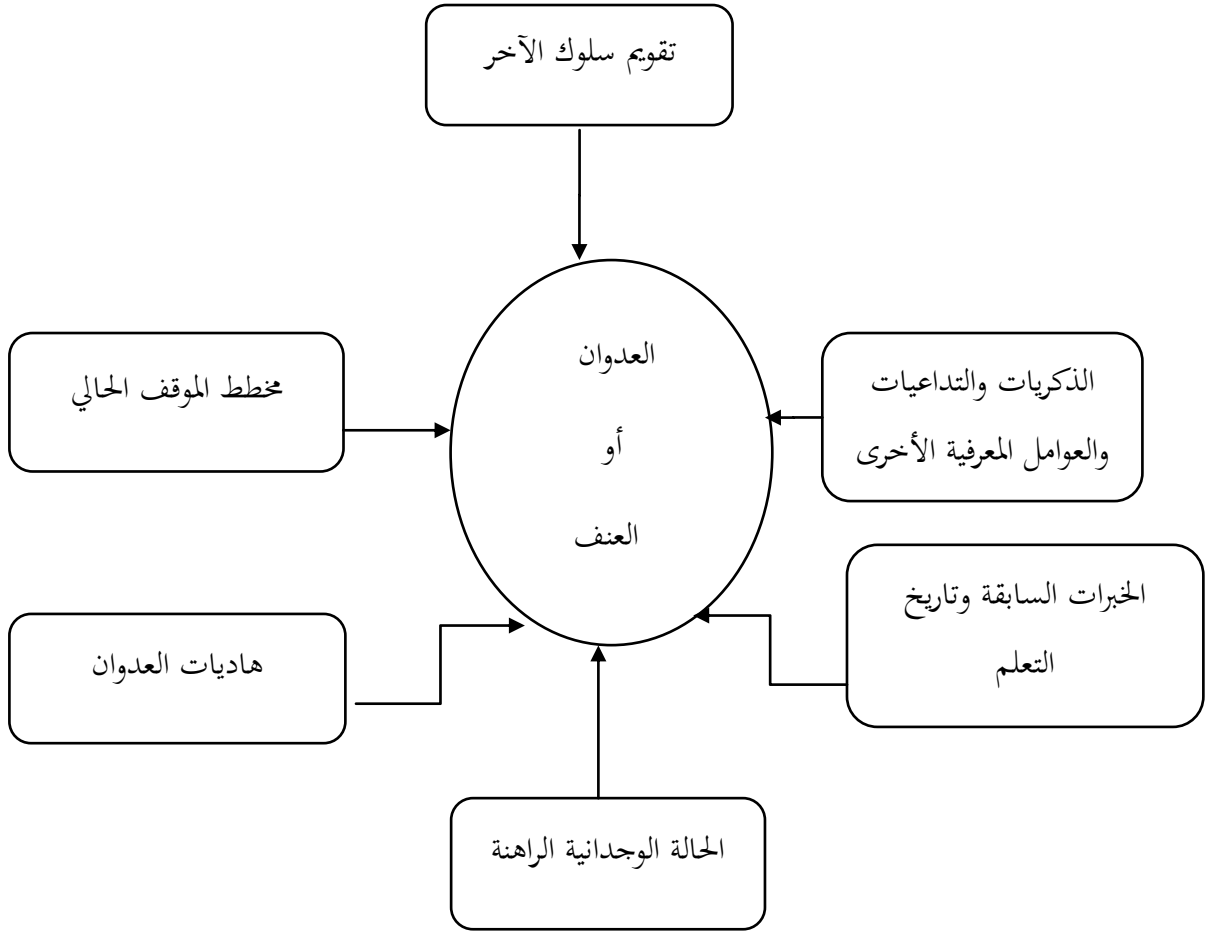 تقويم سلوك الآخر
العدوان
أو
العنف
الذكريات والتداعيات
والعوامل المعرفية الأخرى
مخطط الموقف الحالي
الخبرات السابقة وتاريخ
التعلم
هاديات العدوان
الحالة الوجدانية الراهنة